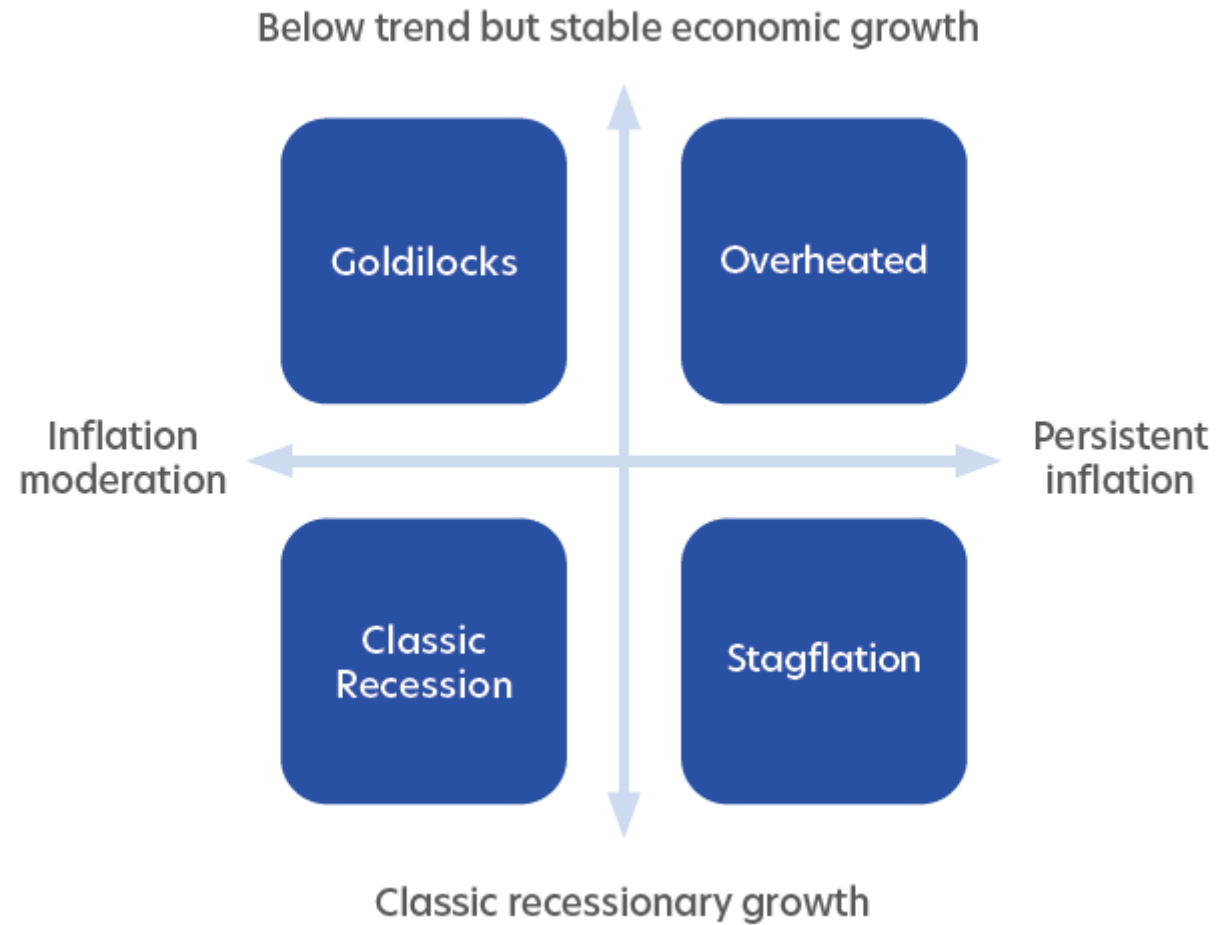 Below trend but stable economic growth
Goldilocks
Overheated
Inflation
moderation
Persistent
inflation
Classic
Recession
Stagflation
Classic recessionary growth